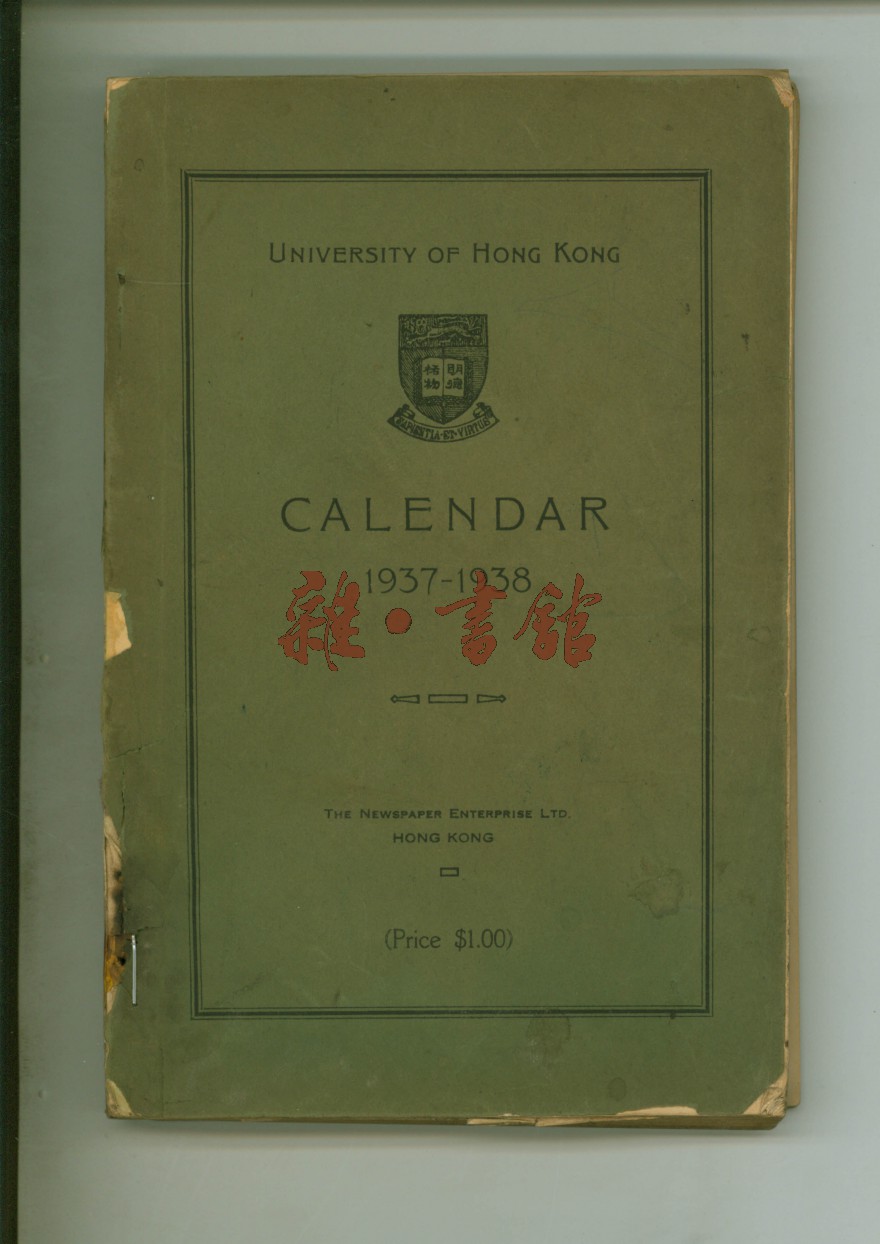 UNIVERSITY OF HONG KONG
格物
明德
SAPIENTIA·ET·VIRTUS
CALENDAR
1937-1938
雜·書館
THE NEWSPAPER ENTERPRISE LTD.
HONG KONG
(Price $1.00)